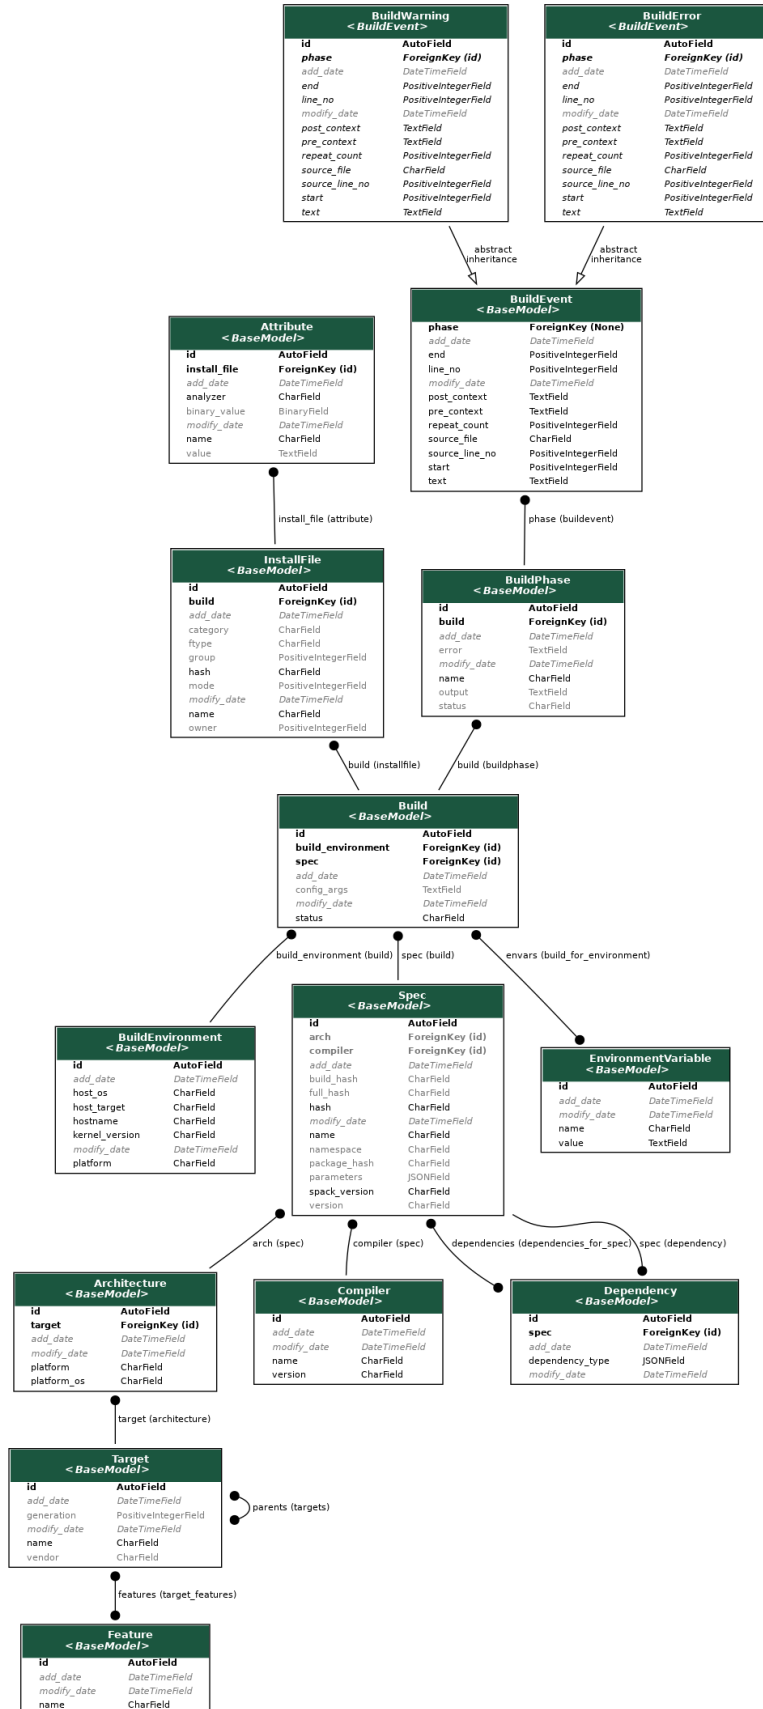 BuildWarning
<BuildEvent>
id AutoField
phase ForeignKey (id)
add_date DateTimeField
end PositiveIntegerField
line_no PositiveIntegerField
modify_date DateTimeField
post_context TextField
pre_context TextField
repeat_count PositiveIntegerField
source_file CharField
source_line_no PositiveIntegerField
start PositiveIntegerField
text TextField
BuildError
<BuildEvent>
id AutoField
phase ForeignKey (id)
add_date DateTimeField
end PositiveIntegerField
line_no PositiveIntegerField
modify_date DateTimeField
post_context TextField
pre_context TextField
repeat_count PositiveIntegerField
source_file CharField
source_line_no PositiveIntegerField
start PositiveIntegerField
text TextField
abstract
inheritance
abstract
inheritance
BuildEvent
<BaseModel>
phase ForeignKey (None)
add_date DateTimeField
end PositiveIntegerField
line_no PositiveIntegerField
modify_date DateTimeField
post_context TextField
pre_context TextField
repeat_count PositiveIntegerField
source_file CharField
source_line_no PositiveIntegerField
start PositiveIntegerField
text TextField
Attribute
<BaseModel>
id AutoField
install_file ForeignKey (id)
add_date DateTimeField
analyzer CharField
binary_value BinaryField
modify_date DateTimeField
name CharField
value TextField
install_file (attribute)
phase (buildevent)
InstallFile
<BaseModel>
id AutoField
build ForeignKey (id)
add_date DateTimeField
category CharField
ftype CharField
group PositiveIntegerField
hash CharField
mode PositiveIntegerField
modify_date DateTimeField
name CharField
owner PositiveIntegerField
BuildPhase
<BaseModel>
id AutoField
build ForeignKey (id)
add_date DateTimeField
error TextField
modify_date DateTimeField
name CharField
output TextField
status CharField
build (installfile)
build (buildphase)
Build
<BaseModel>
id AutoField
build_environment ForeignKey (id)
spec ForeignKey (id)
add_date DateTimeField
config_args TextField
modify_date DateTimeField
status CharField
build_environment (build)
spec (build)
envars (build_for_environment)
BuildEnvironment
<BaseModel>
id AutoField
add_date DateTimeField
host_os CharField
host_target CharField
hostname CharField
kernel_version CharField
modify_date DateTimeField
platform CharField
Spec
<BaseModel>
id AutoField
arch ForeignKey (id)
compiler ForeignKey (id)
add_date DateTimeField
build_hash CharField
full_hash CharField
hash CharField
modify_date DateTimeField
name CharField
namespace CharField
package_hash CharField
parameters JSONField
spack_version CharField
version CharField
EnvironmentVariable
<BaseModel>
id AutoField
add_date DateTimeField
modify_date DateTimeField
name CharField
value TextField
arch (spec)
compiler (spec)
dependencies (dependencies_for_spec)
spec (dependency)
Architecture
<BaseModel>
id AutoField
target ForeignKey (id)
add_date DateTimeField
modify_date DateTimeField
platform CharField
platform_os CharField
Compiler
<BaseModel>
id AutoField
add_date DateTimeField
modify_date DateTimeField
name CharField
version CharField
Dependency
<BaseModel>
id AutoField
spec ForeignKey (id)
add_date DateTimeField
dependency_type JSONField
modify_date DateTimeField
target (architecture)
Target
<BaseModel>
id AutoField
add_date DateTimeField
generation PositiveIntegerField
modify_date DateTimeField
name CharField
vendor CharField
parents (targets)
features (target_features)
Feature
<BaseModel>
id AutoField
add_date DateTimeField
modify_date DateTimeField
name CharField